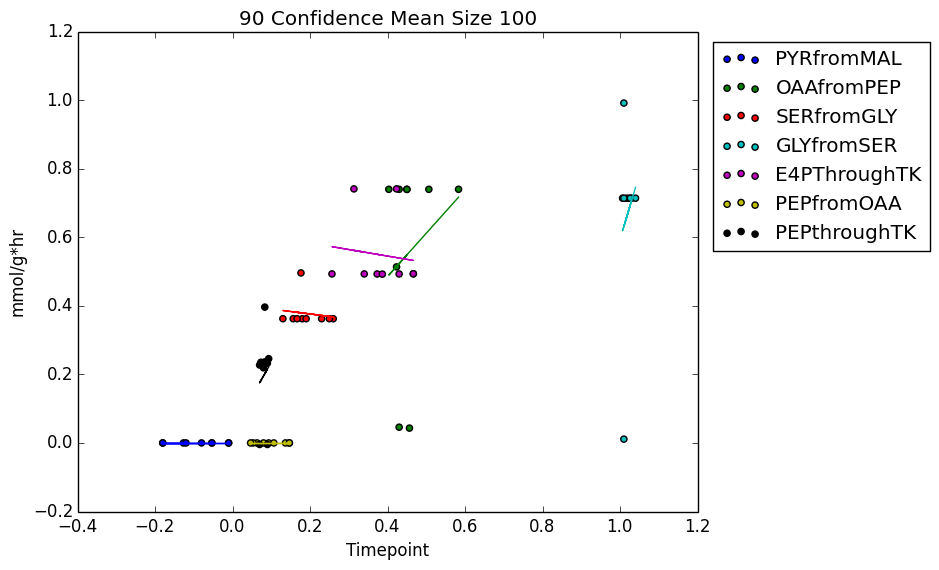 90 Confidence Mean Size 100
1.2
1.0
0.8
0.6
0.4
0.2
0.0
−0.2
mmol/g*hr
−0.4
−0.2
0.0
0.2
0.4
0.6
0.8
1.0
1.2
Timepoint
PYRfromMAL
OAAfromPEP
SERfromGLY
GLYfromSER
E4PThroughTK
PEPfromOAA
PEPthroughTK